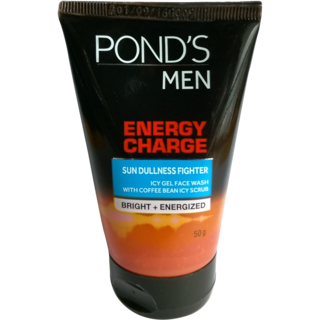 POND'S
MEN
ENERGY
CHARGE
SUN DULLNESS FIGHTER
ICY GEL FACE WASH
WITH COFFEE BEAN ICY SCRUB
BRIGHT + ENERGIZED
50 g